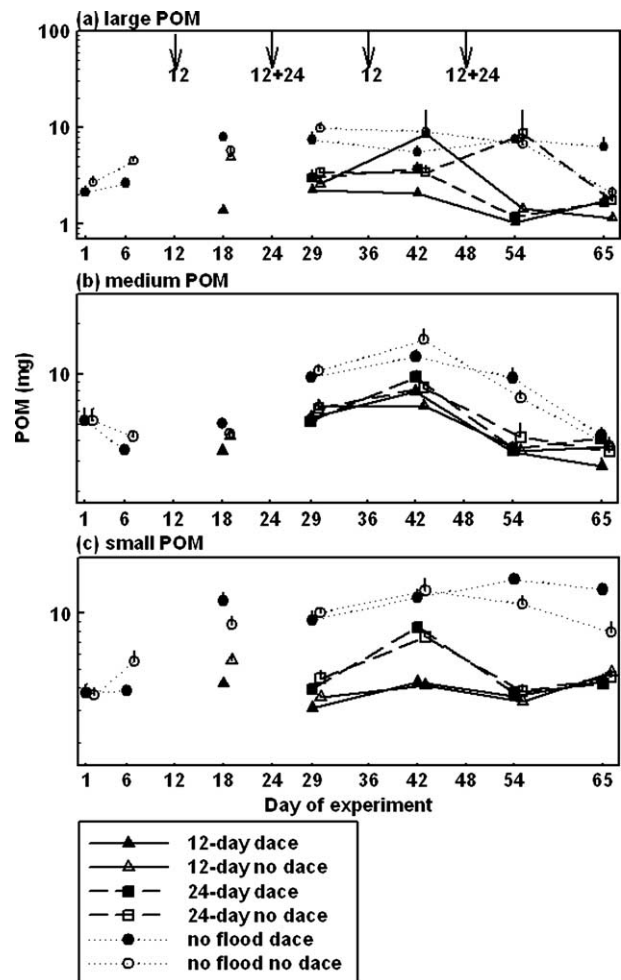 (a) large POM
100
10
1
12
12+24
12
12+24
1 6 12 18 24 29 36 42 48 54 65
(b) medium POM
10
POM (mg)
1 6 12 18 24 29 36 42 48 54 65
(c) small POM
10
1 6 12 18 24 29 36 42 48 54 65
Day of experiment
12-day dace
12-day no dace
24-day dace
24-day no dace
no flood dace
no flood no dace